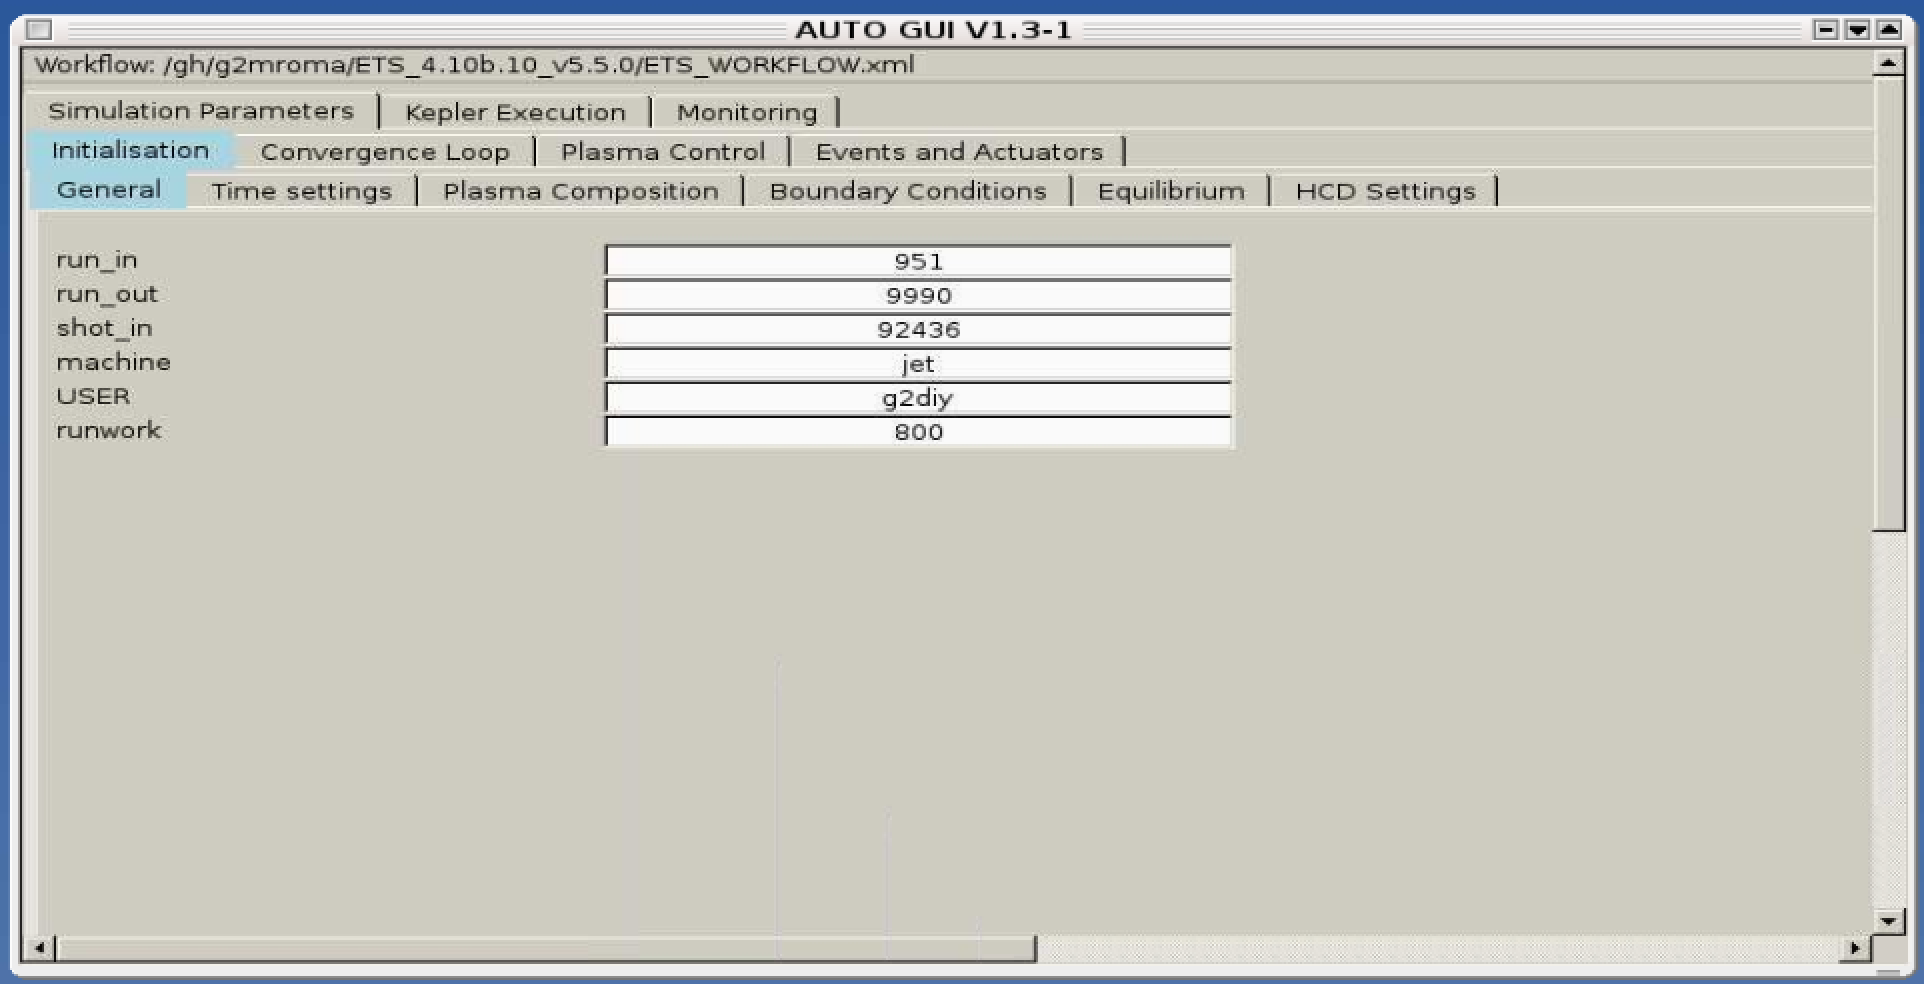 AUTO GUI V1.3-1
Workflow: /gh/g2mroma/ETS_4.10b.10_v5.5.0/ETS_WORKFLOW.xml
Simulation Parameters Kepler Execution Monitoring
Initialisation Convergence Loop Plasma Control Events and Actuators
General Time settings Plasma Composition Boundary Conditions Equilibrium HCD Settings
run_in 951
run_out 9990
shot_in 92436
machine jet
USER g2diy
runwork 800